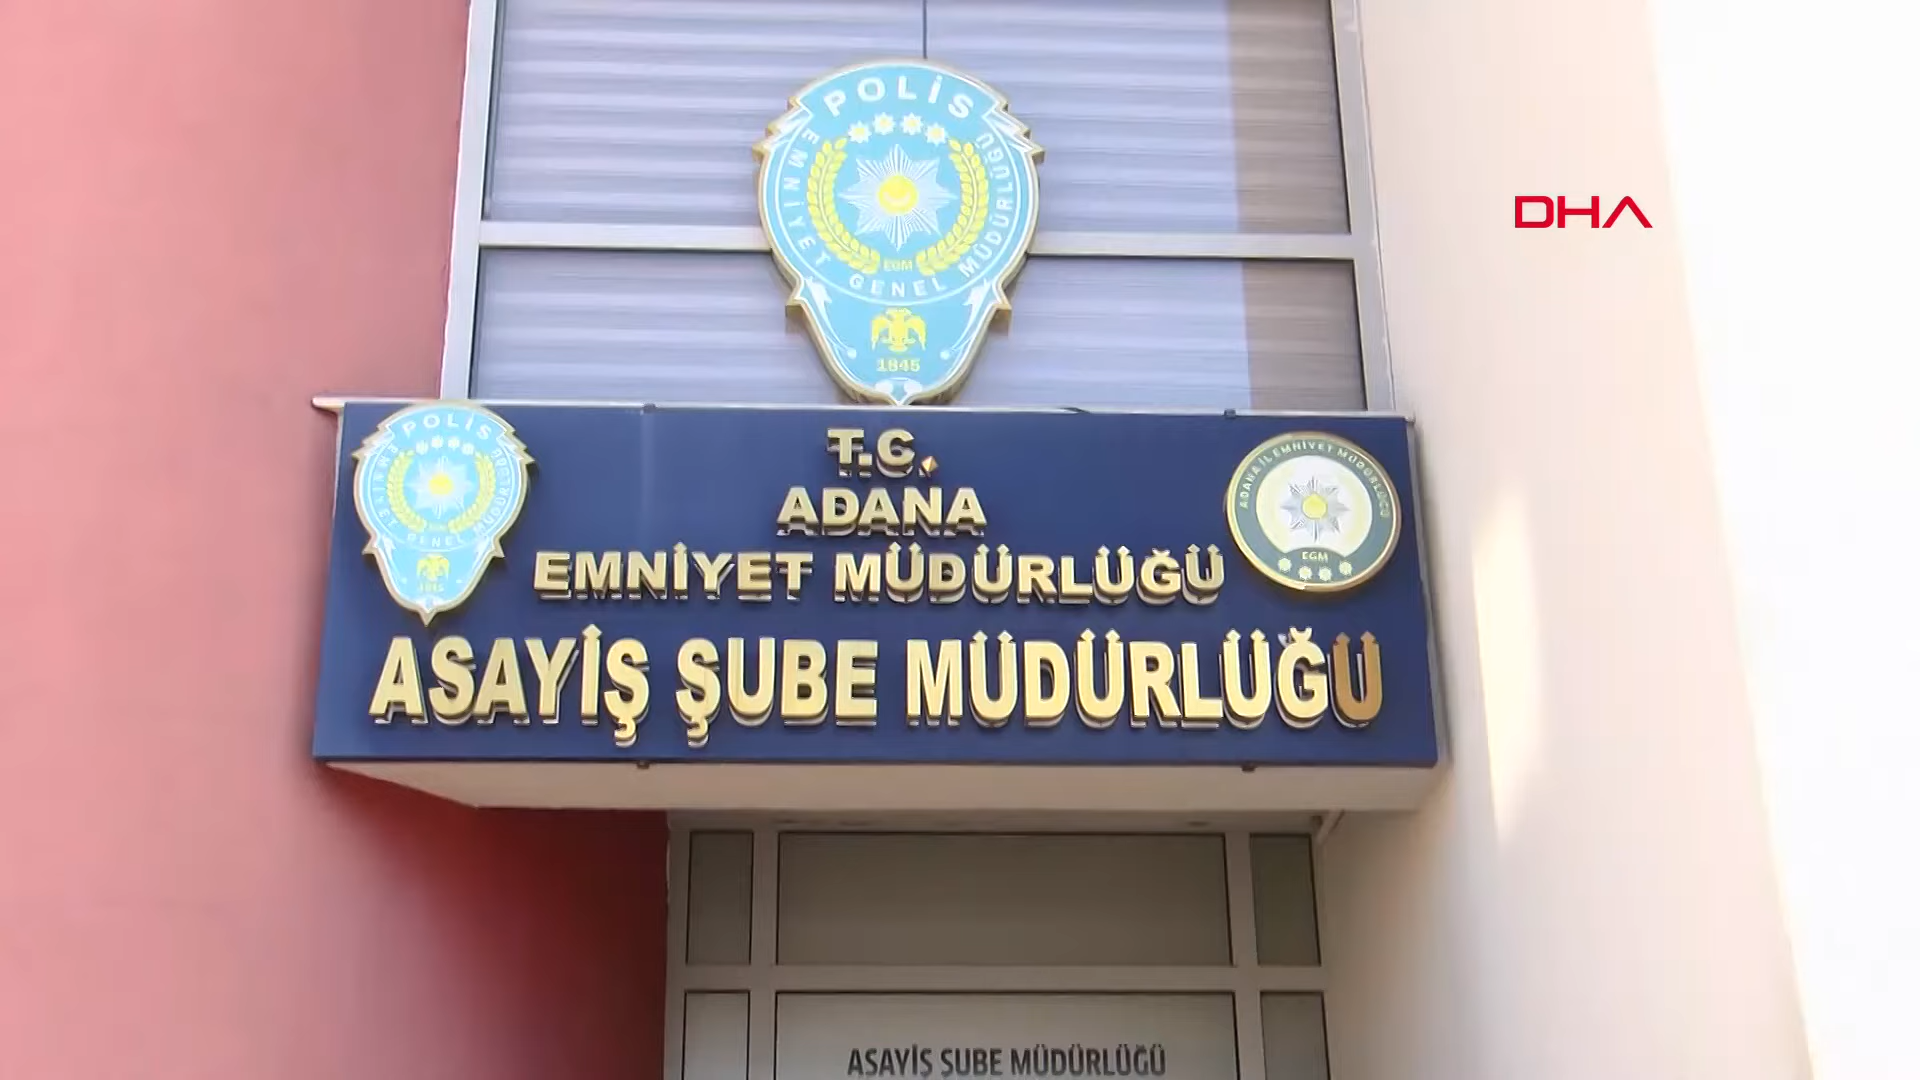 POLİS
EMNİYET GENEL MÜDÜRLÜĞÜ
EGM
1845
DHA
POLİS
EMNİYET GENEL MÜDÜRLÜĞÜ
1845
T.C.
ADANA
EMNİYET MÜDÜRLÜĞÜ
ASAYİŞ ŞUBE MÜDÜRLÜĞÜ
ADANA İL EMNİYET MÜDÜRLÜĞÜ
EGM
ASAYİŞ ŞUBE MÜDÜRLÜĞÜ